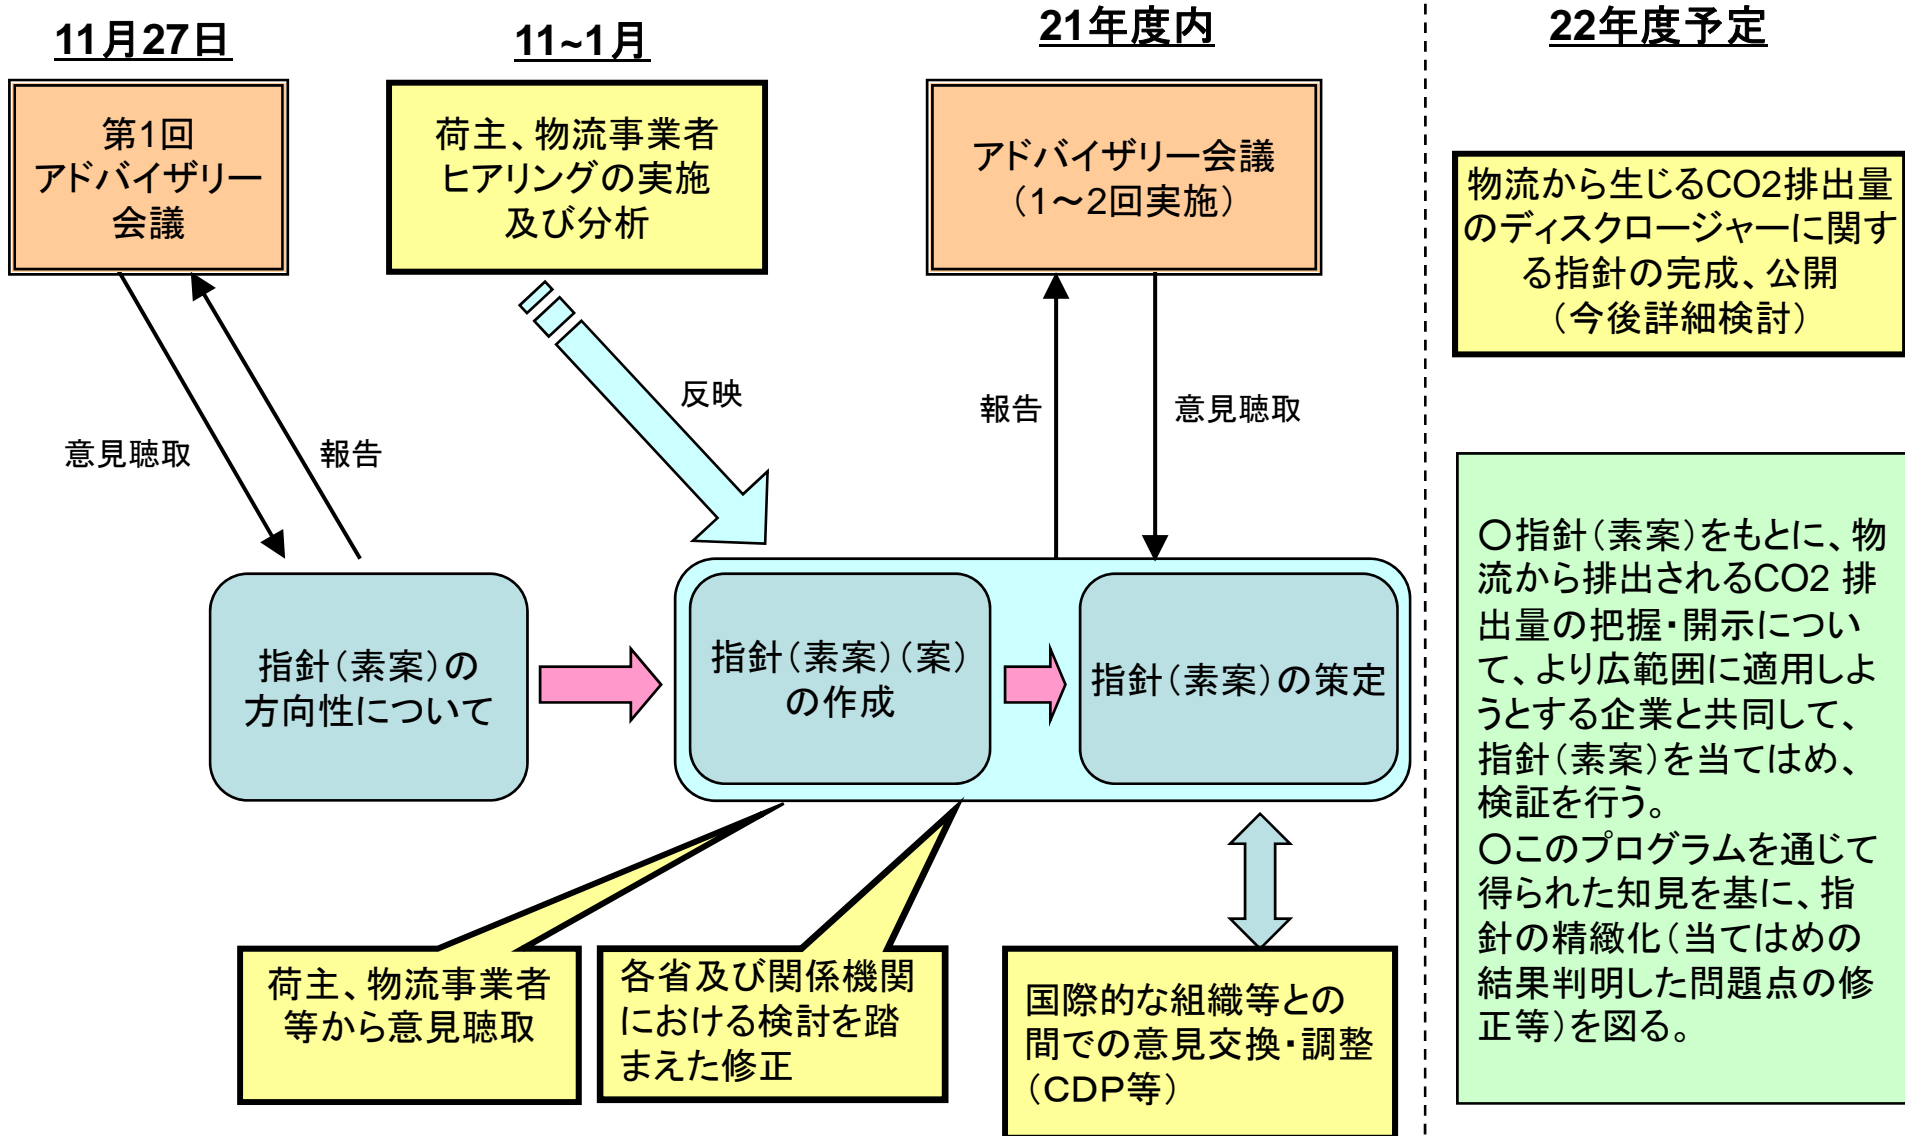 11月27日
第1回
アドバイザリー
会議
11~1月
荷主、物流事業者
ヒアリングの実施
及び分析
21年度内
アドバイザリー会議
(1～2回実施)
22年度予定
物流から生じるCO2排出量
のディスクロージャーに関す
る指針の完成、公開
(今後詳細検討)
意見聴取
報告
反映
報告
意見聴取
指針(素案)の
方向性について
指針(素案)(案)
の作成
指針(素案)の策定
荷主、物流事業者
等から意見聴取
各省及び関係機関
における検討を踏
まえた修正
国際的な組織等との
間での意見交換・調整
(CDP等)
○指針(素案)をもとに、物
流から排出されるCO2 排
出量の把握・開示につい
て、より広範囲に適用しよ
うとする企業と共同して、
指針(素案)を当てはめ、
検証を行う。
○このプログラムを通じて
得られた知見を基に、指
針の精緻化(当てはめの
結果判明した問題点の修
正等)を図る。